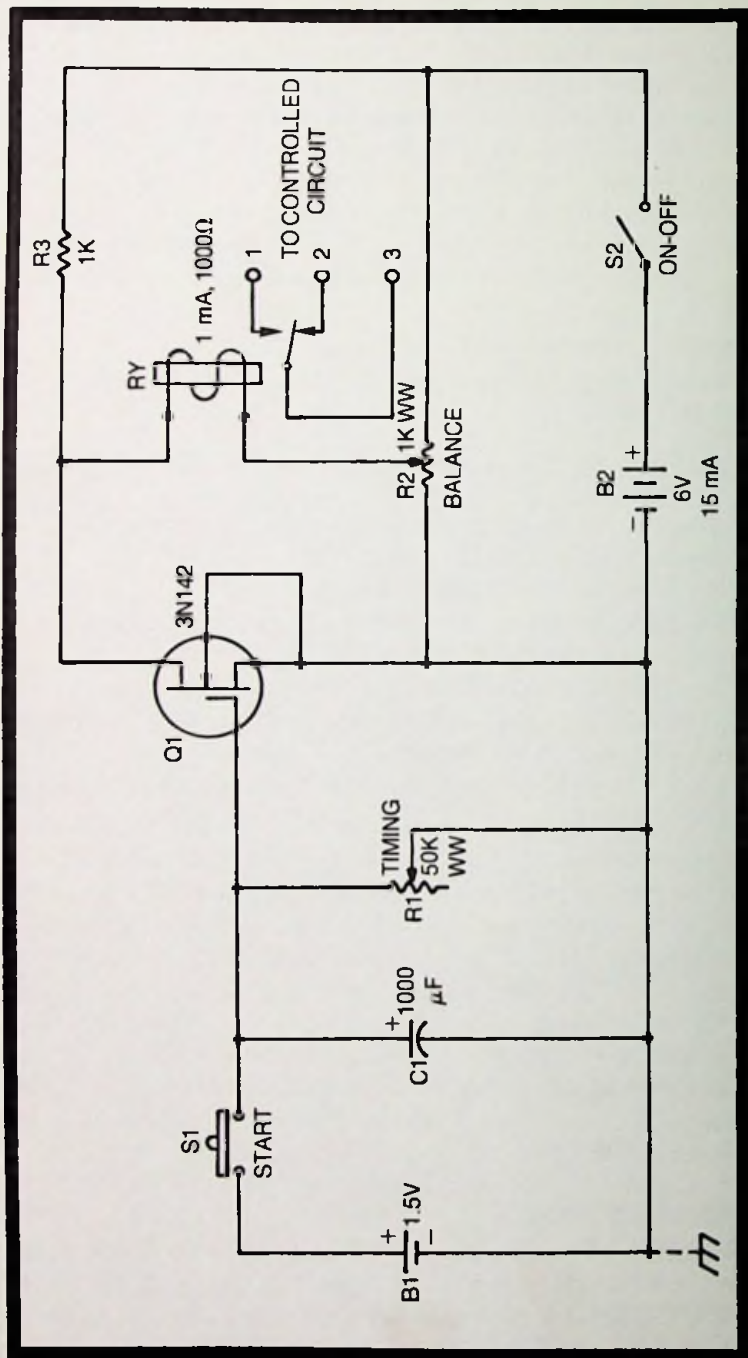 R3
1K
RY
1 mA, 1000Ω
1
TO CONTROLLED
CIRCUIT
2
3
Q1
3N142
R2
1K WW
BALANCE
S1
START
TIMING
50K
WW
R1
+
1000
µF
C1
+
1.5V
B1
−
S2
ON-OFF
− +
B2
6V
15 mA